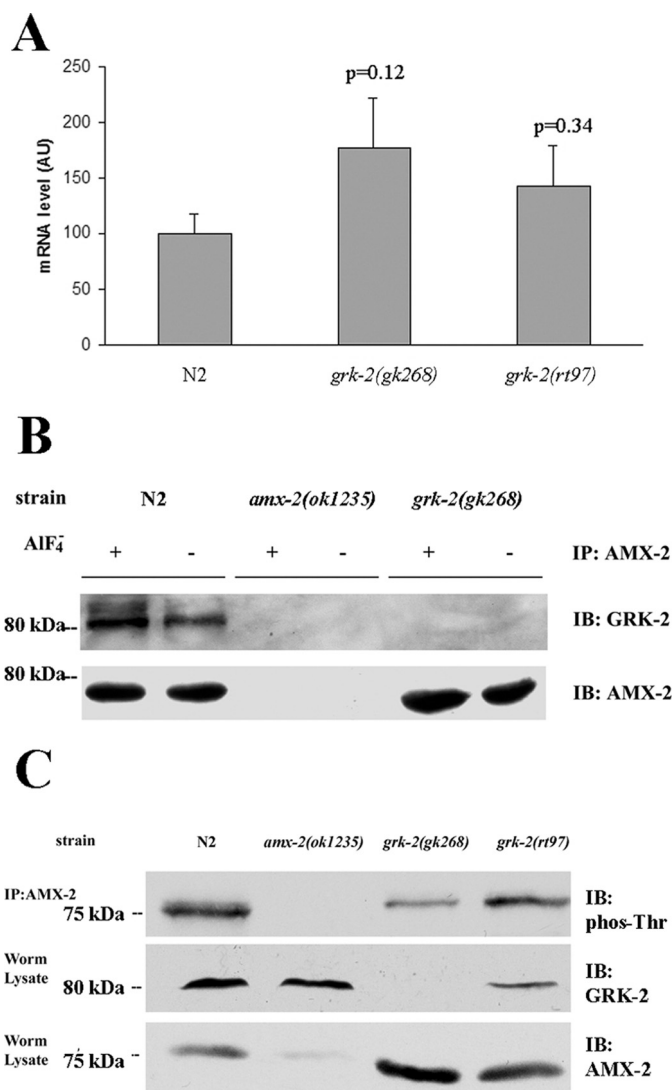 A
250
200
150
100
50
0
mRNA level (AU)
p=0.12
p=0.34
N2 grk-2(gk268) grk-2(rt97)
B
strain N2 amx-2(ok1235) grk-2(gk268)
AlF4- + - + - + - IP: AMX-2
80 kDa-- IB: GRK-2
80 kDa-- IB: AMX-2
C
strain N2 amx-2(ok1235) grk-2(gk268) grk-2(rt97)
IP:AMX-2
75 kDa -- IB: 
phos-Thr
Worm
Lysate
80 kDa -- IB:
GRK-2
Worm
Lysate
75 kDa -- IB:
AMX-2